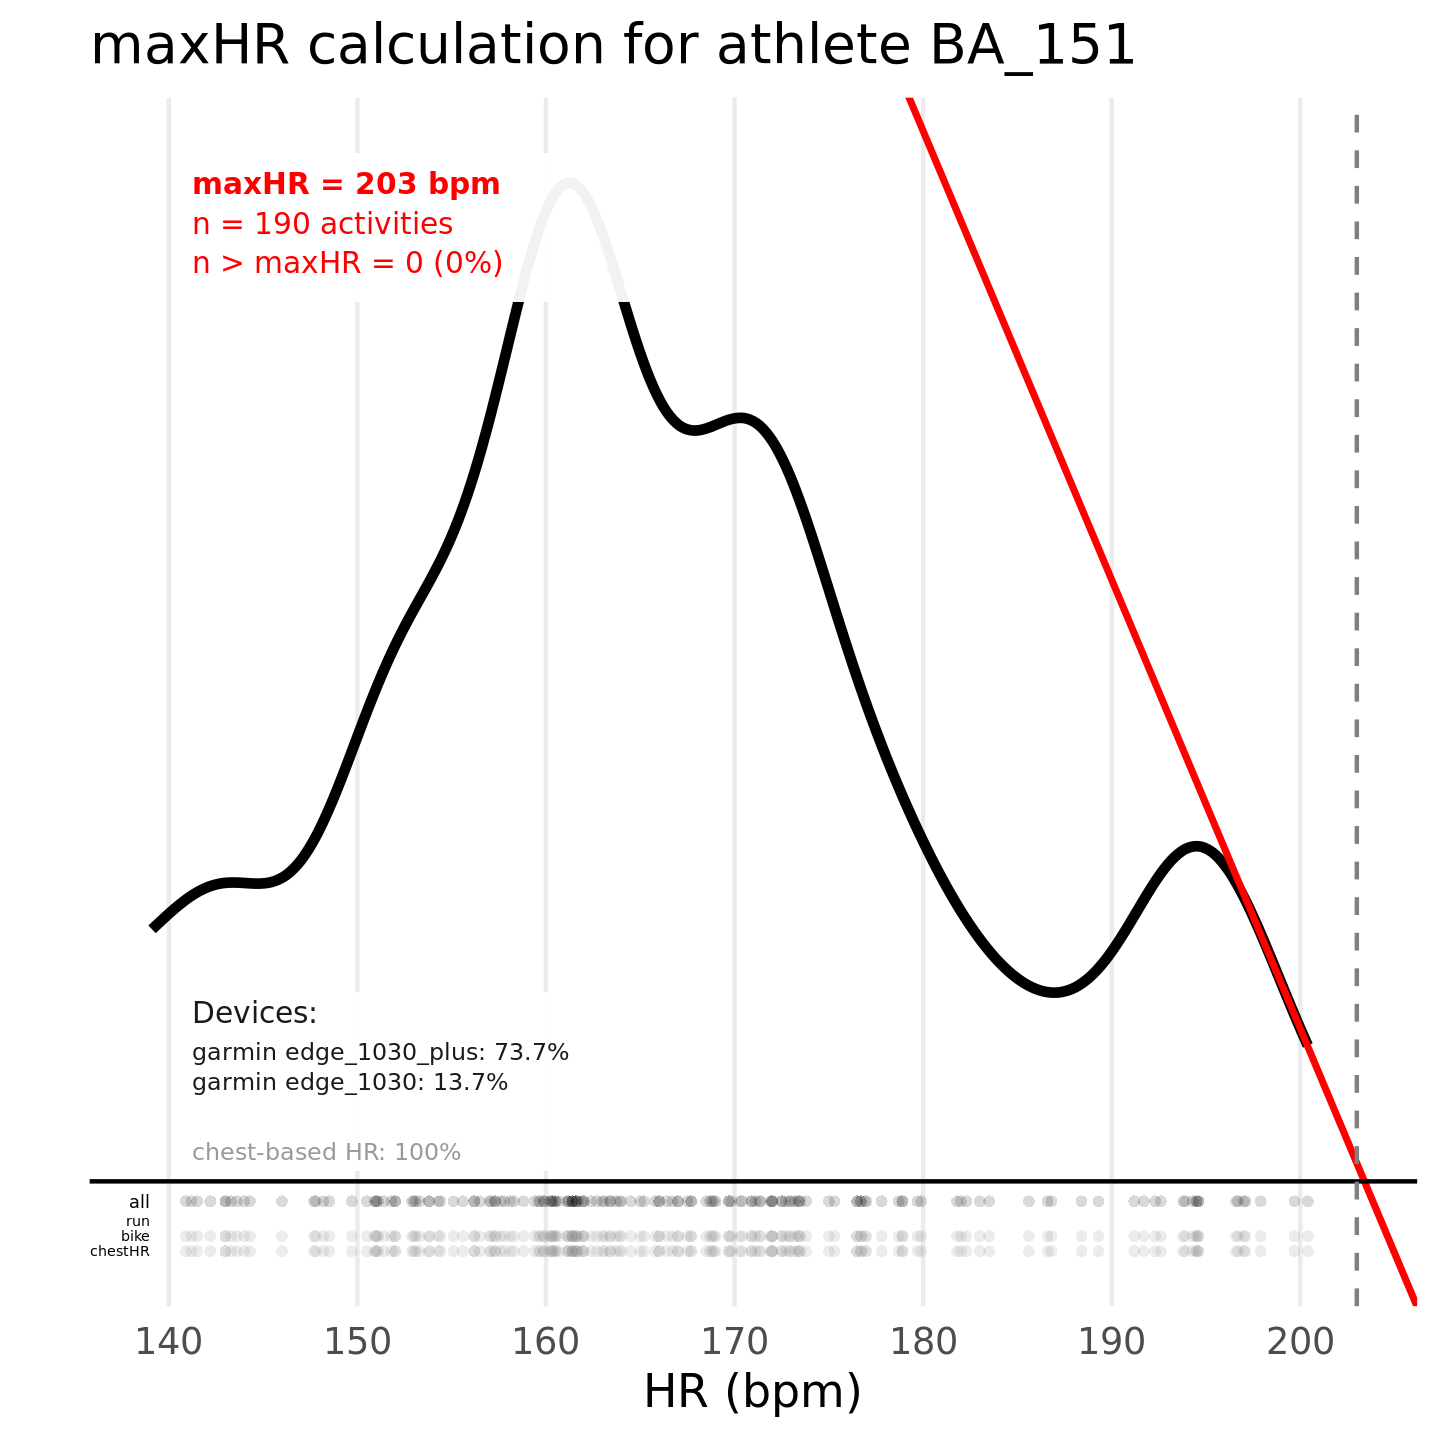 maxHR calculation for athlete BA_151
maxHR = 203 bpm
n = 190 activities
n > maxHR = 0 (0%)
Devices:
garmin edge_1030_plus: 73.7%
garmin edge_1030: 13.7%
chest-based HR: 100%
all
run
bike
chestHR
140 150 160 170 180 190 200
HR (bpm)